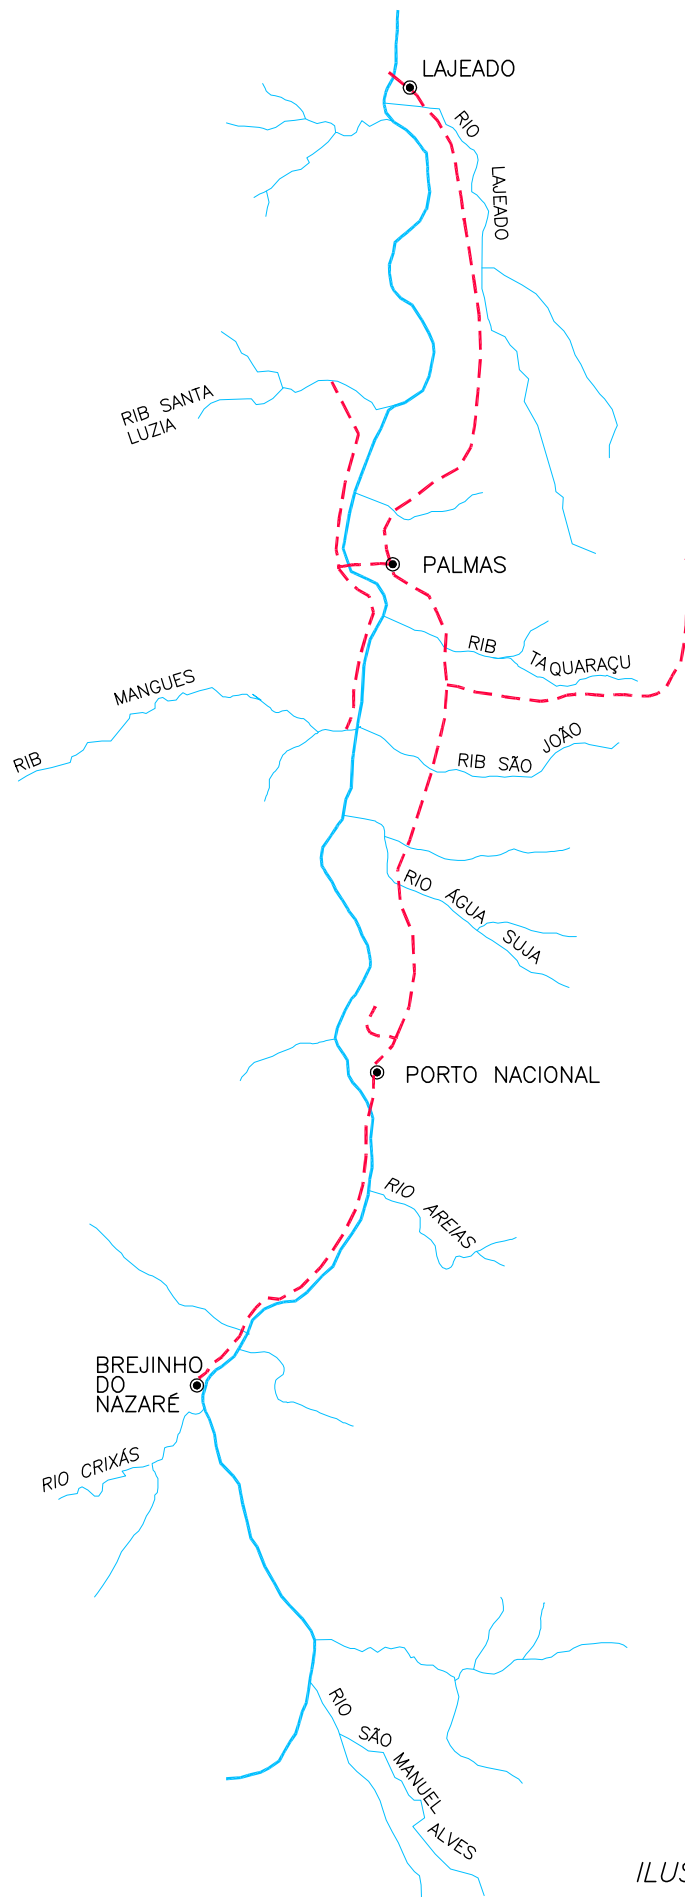 LAJEADO
RIO
LAJEADO
RIB SANTA
LUZIA
PALMAS
RIB TAQUARAÇU
RIB MANGUES
RIB SÃO JOÃO
RIO ÁGUA SUJA
PORTO NACIONAL
RIO AREIAS
BREJINHO
DO
NAZARÉ
RIO CRIXÁS
RIO SÃO MANUEL ALVES
ILUS